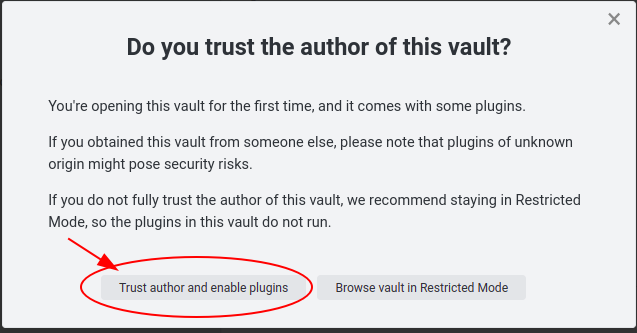 Do you trust the author of this vault?
You're opening this vault for the first time, and it comes with some plugins.
If you obtained this vault from someone else, please note that plugins of unknown
origin might pose security risks.
If you do not fully trust the author of this vault, we recommend staying in Restricted
Mode, so the plugins in this vault do not run.
Trust author and enable plugins
Browse vault in Restricted Mode